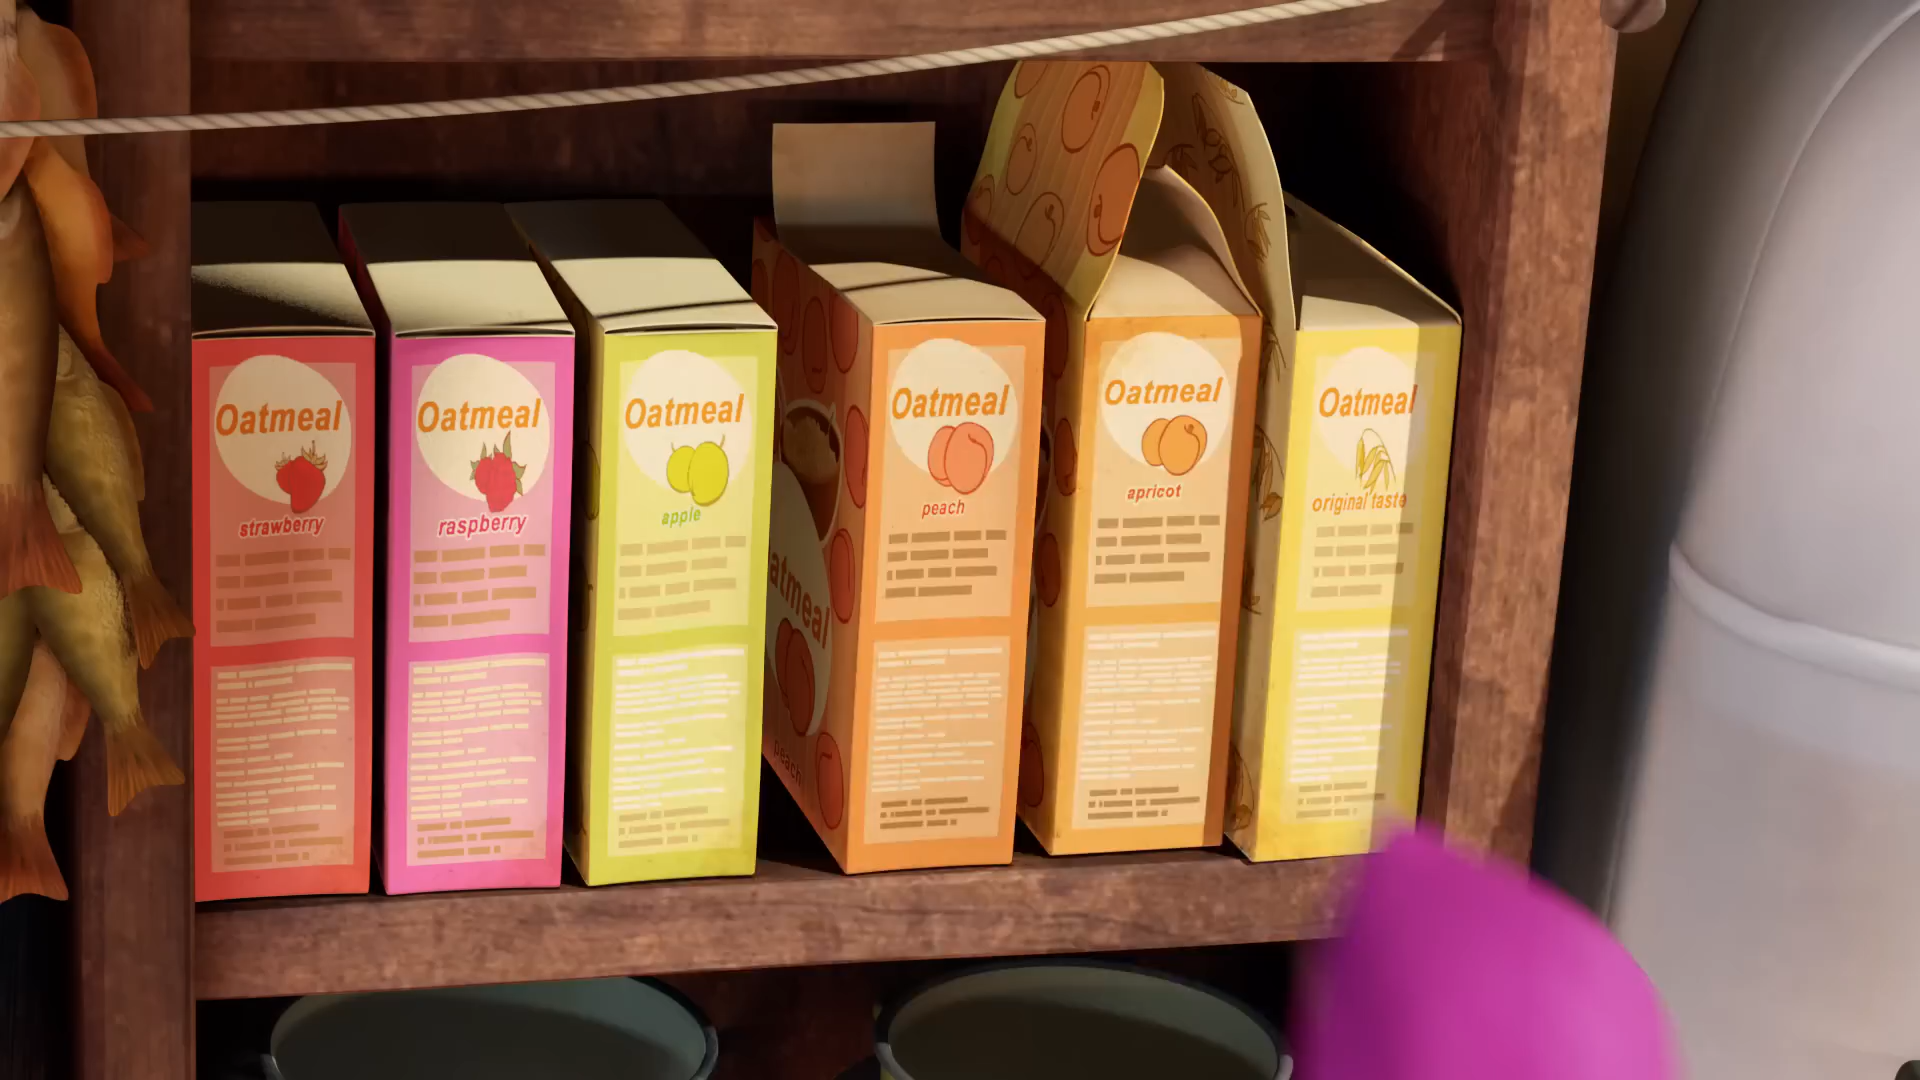 Oatmeal
strawberry
Oatmeal
raspberry
Oatmeal
apple
Oatmeal
peach
Oatmeal
apricot
Oatmeal
original taste
atmeal
peach